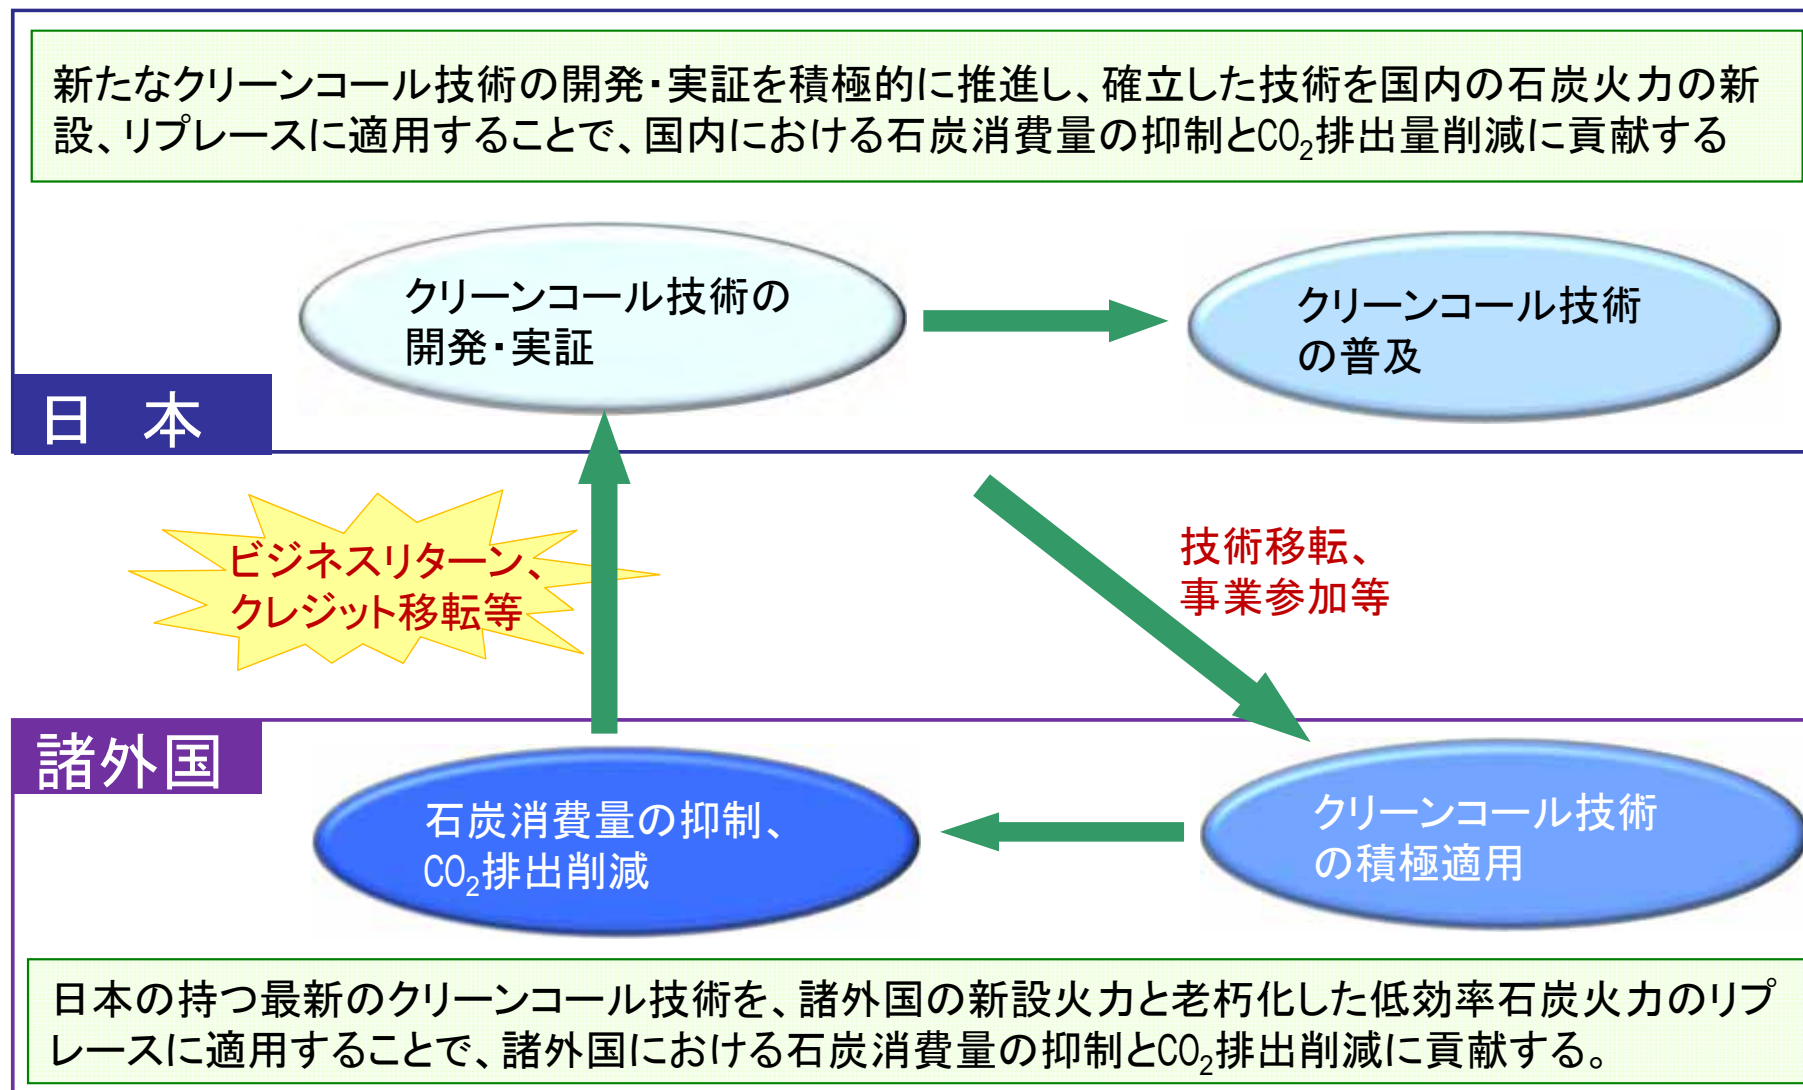 新たなクリーンコール技術の開発・実証を積極的に推進し、確立した技術を国内の石炭火力の新
設、リプレースに適用することで、国内における石炭消費量の抑制とCO₂排出量削減に貢献する
クリーンコール技術の
開発・実証
クリーンコール技術
の普及
日 本
ビジネスリターン、
クレジット移転等
技術移転、
事業参加等
諸外国
石炭消費量の抑制、
CO₂排出削減
クリーンコール技術
の積極適用
日本の持つ最新のクリーンコール技術を、諸外国の新設火力と老朽化した低効率石炭火力のリプ
レースに適用することで、諸外国における石炭消費量の抑制とCO₂排出削減に貢献する。